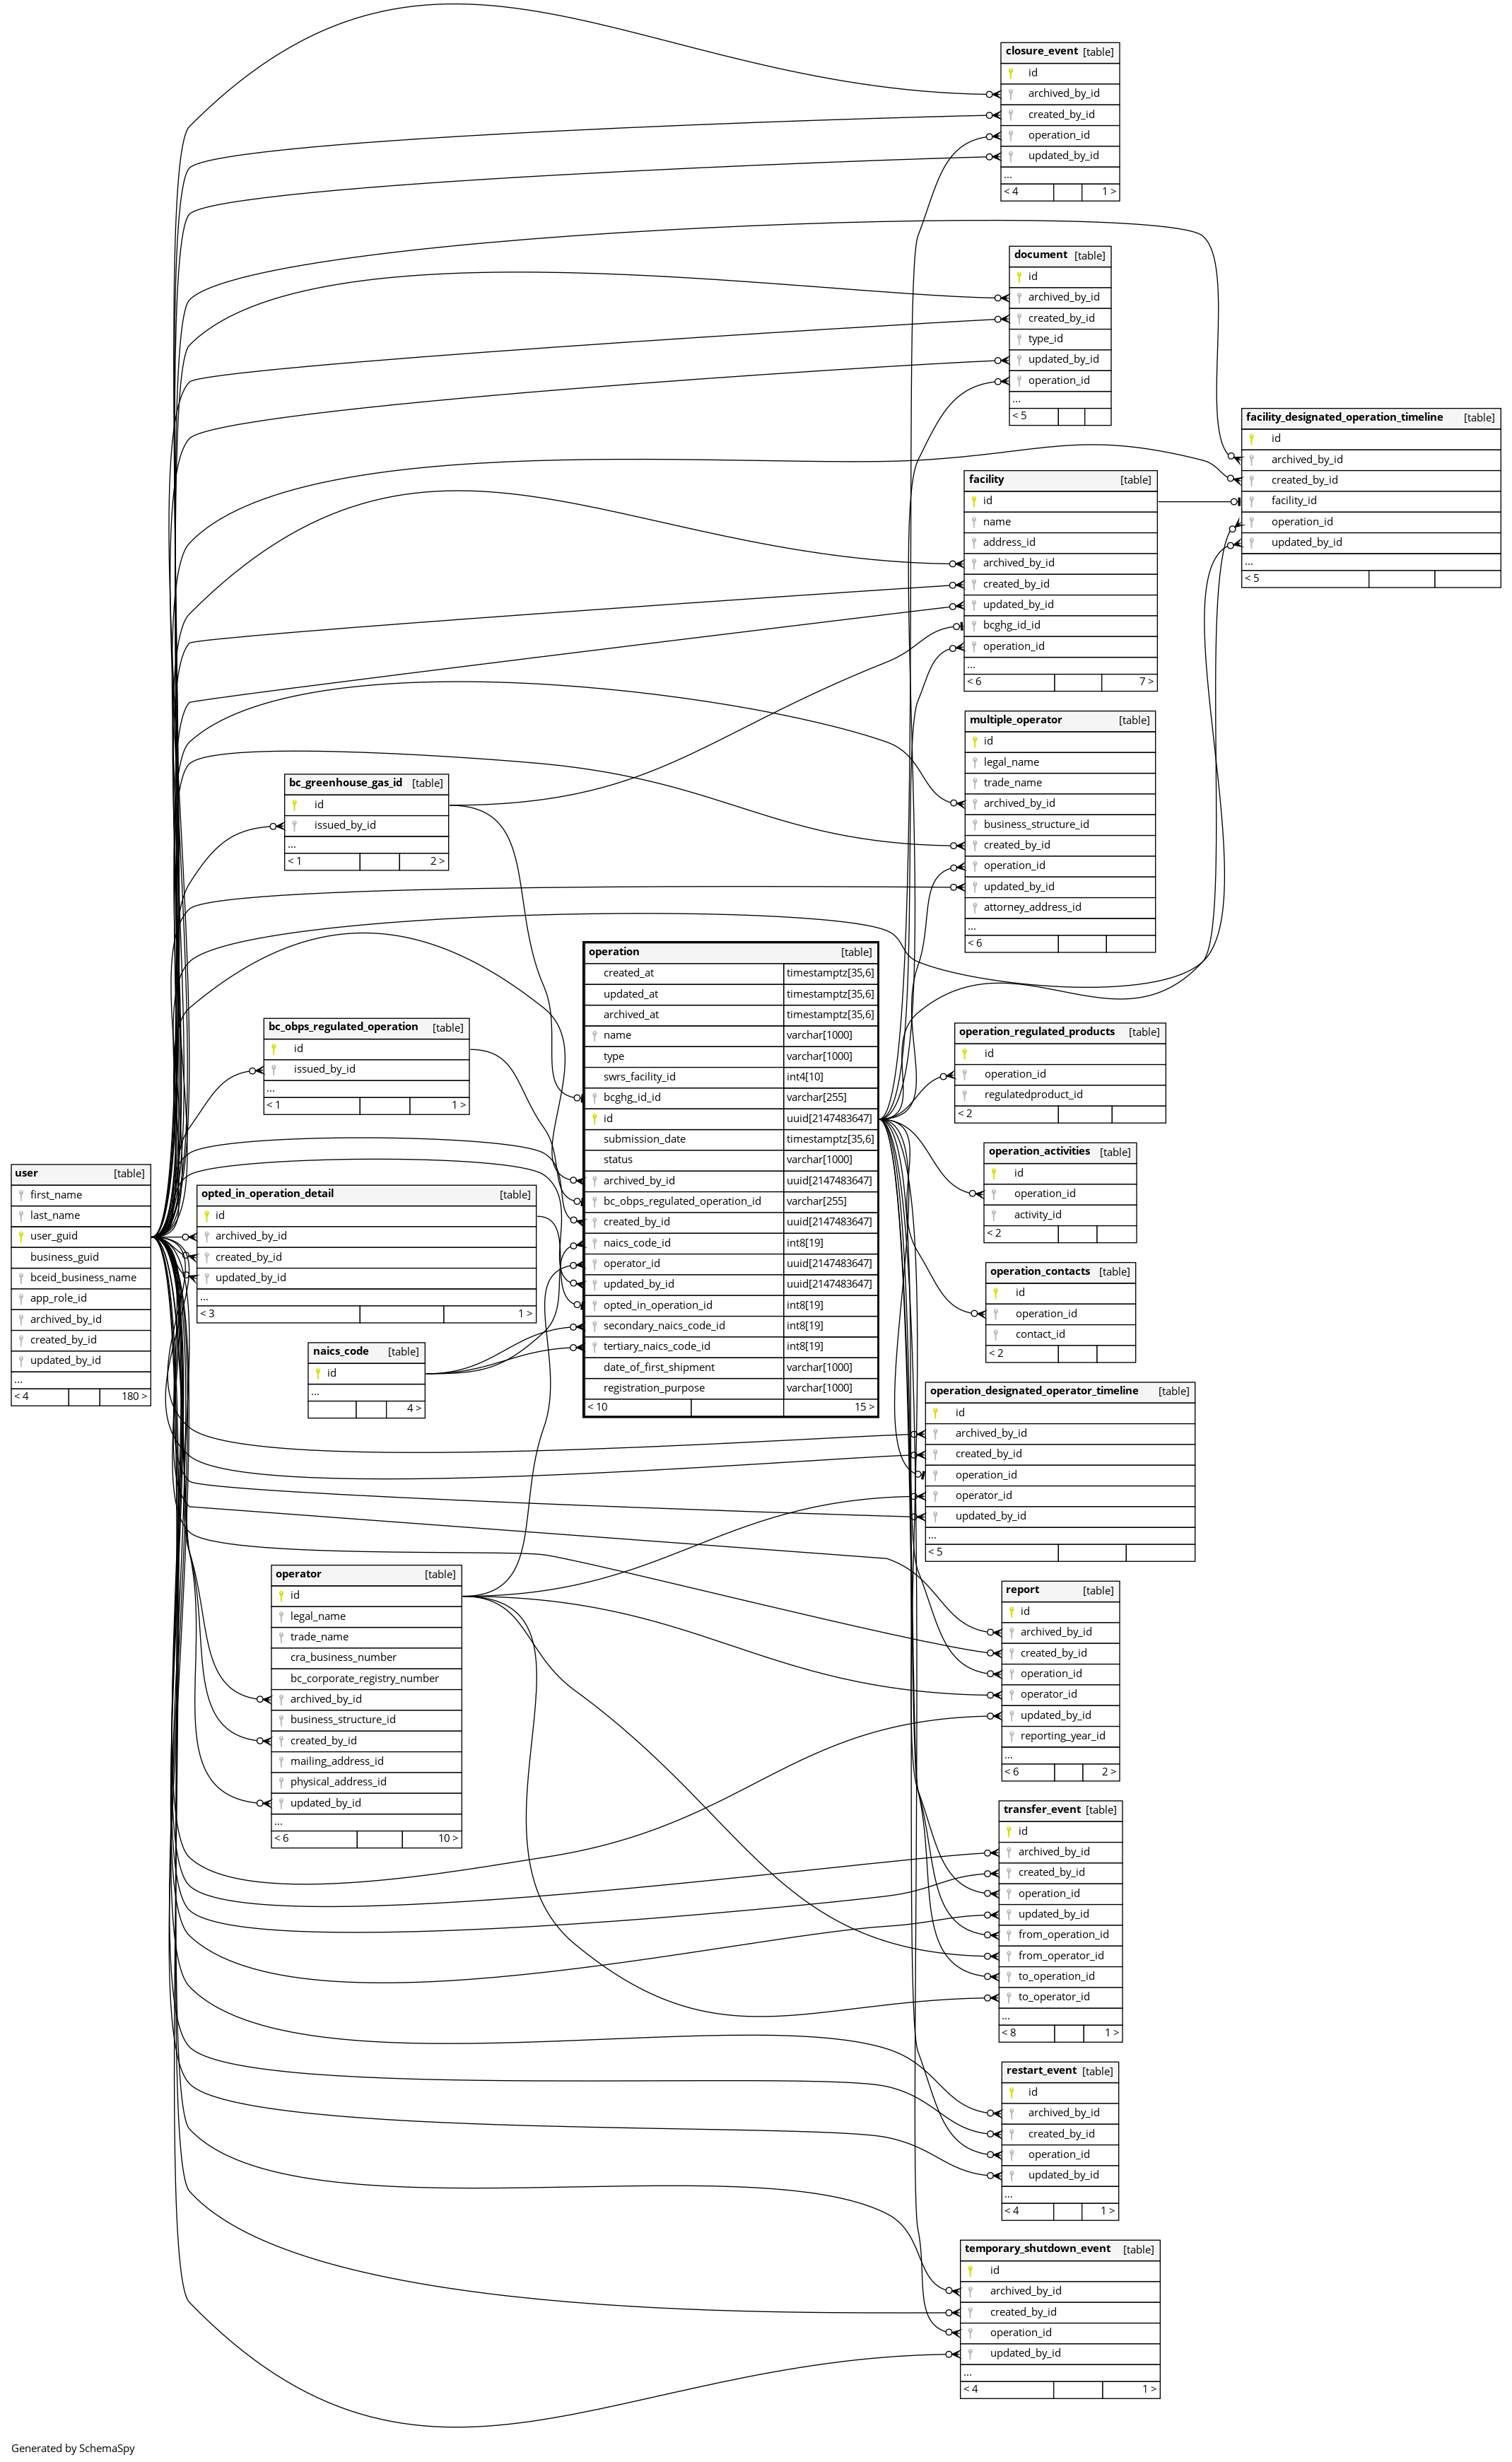 closure_event [table]
id
archived_by_id
created_by_id
operation_id
updated_by_id
...
< 4 1 >
document [table]
id
archived_by_id
created_by_id
type_id
updated_by_id
operation_id
...
< 5
facility_designated_operation_timeline [table]
id
archived_by_id
created_by_id
facility_id
operation_id
updated_by_id
...
< 5
facility [table]
id
name
address_id
archived_by_id
created_by_id
updated_by_id
bcghg_id_id
operation_id
...
< 6 7 >
multiple_operator [table]
id
legal_name
trade_name
archived_by_id
business_structure_id
created_by_id
operation_id
updated_by_id
attorney_address_id
...
< 6
bc_greenhouse_gas_id [table]
id
issued_by_id
...
< 1 2 >
operation [table]
created_at timestamptz[35,6]
updated_at timestamptz[35,6]
archived_at timestamptz[35,6]
name varchar[1000]
type varchar[1000]
swrs_facility_id int4[10]
bcghg_id_id varchar[255]
id uuid[2147483647]
submission_date timestamptz[35,6]
status varchar[1000]
archived_by_id uuid[2147483647]
bc_obps_regulated_operation_id varchar[255]
created_by_id uuid[2147483647]
naics_code_id int8[19]
operator_id uuid[2147483647]
updated_by_id uuid[2147483647]
opted_in_operation_id int8[19]
secondary_naics_code_id int8[19]
tertiary_naics_code_id int8[19]
date_of_first_shipment varchar[1000]
registration_purpose varchar[1000]
< 10 15 >
bc_obps_regulated_operation [table]
id
issued_by_id
...
< 1 1 >
operation_regulated_products [table]
id
operation_id
regulatedproduct_id
< 2
operation_activities [table]
id
operation_id
activity_id
< 2
user [table]
first_name
last_name
user_guid
business_guid
bceid_business_name
app_role_id
archived_by_id
created_by_id
updated_by_id
...
< 4 180 >
opted_in_operation_detail [table]
id
archived_by_id
created_by_id
updated_by_id
...
< 3 1 >
operation_contacts [table]
id
operation_id
contact_id
< 2
naics_code [table]
id
...
4 >
operation_designated_operator_timeline [table]
id
archived_by_id
created_by_id
operation_id
operator_id
updated_by_id
...
< 5
operator [table]
id
legal_name
trade_name
cra_business_number
bc_corporate_registry_number
archived_by_id
business_structure_id
created_by_id
mailing_address_id
physical_address_id
updated_by_id
...
< 6 10 >
report [table]
id
archived_by_id
created_by_id
operation_id
operator_id
updated_by_id
reporting_year_id
...
< 6 2 >
transfer_event [table]
id
archived_by_id
created_by_id
operation_id
updated_by_id
from_operation_id
from_operator_id
to_operation_id
to_operator_id
...
< 8 1 >
restart_event [table]
id
archived_by_id
created_by_id
operation_id
updated_by_id
...
< 4 1 >
temporary_shutdown_event [table]
id
archived_by_id
created_by_id
operation_id
updated_by_id
...
< 4 1 >
Generated by SchemaSpy